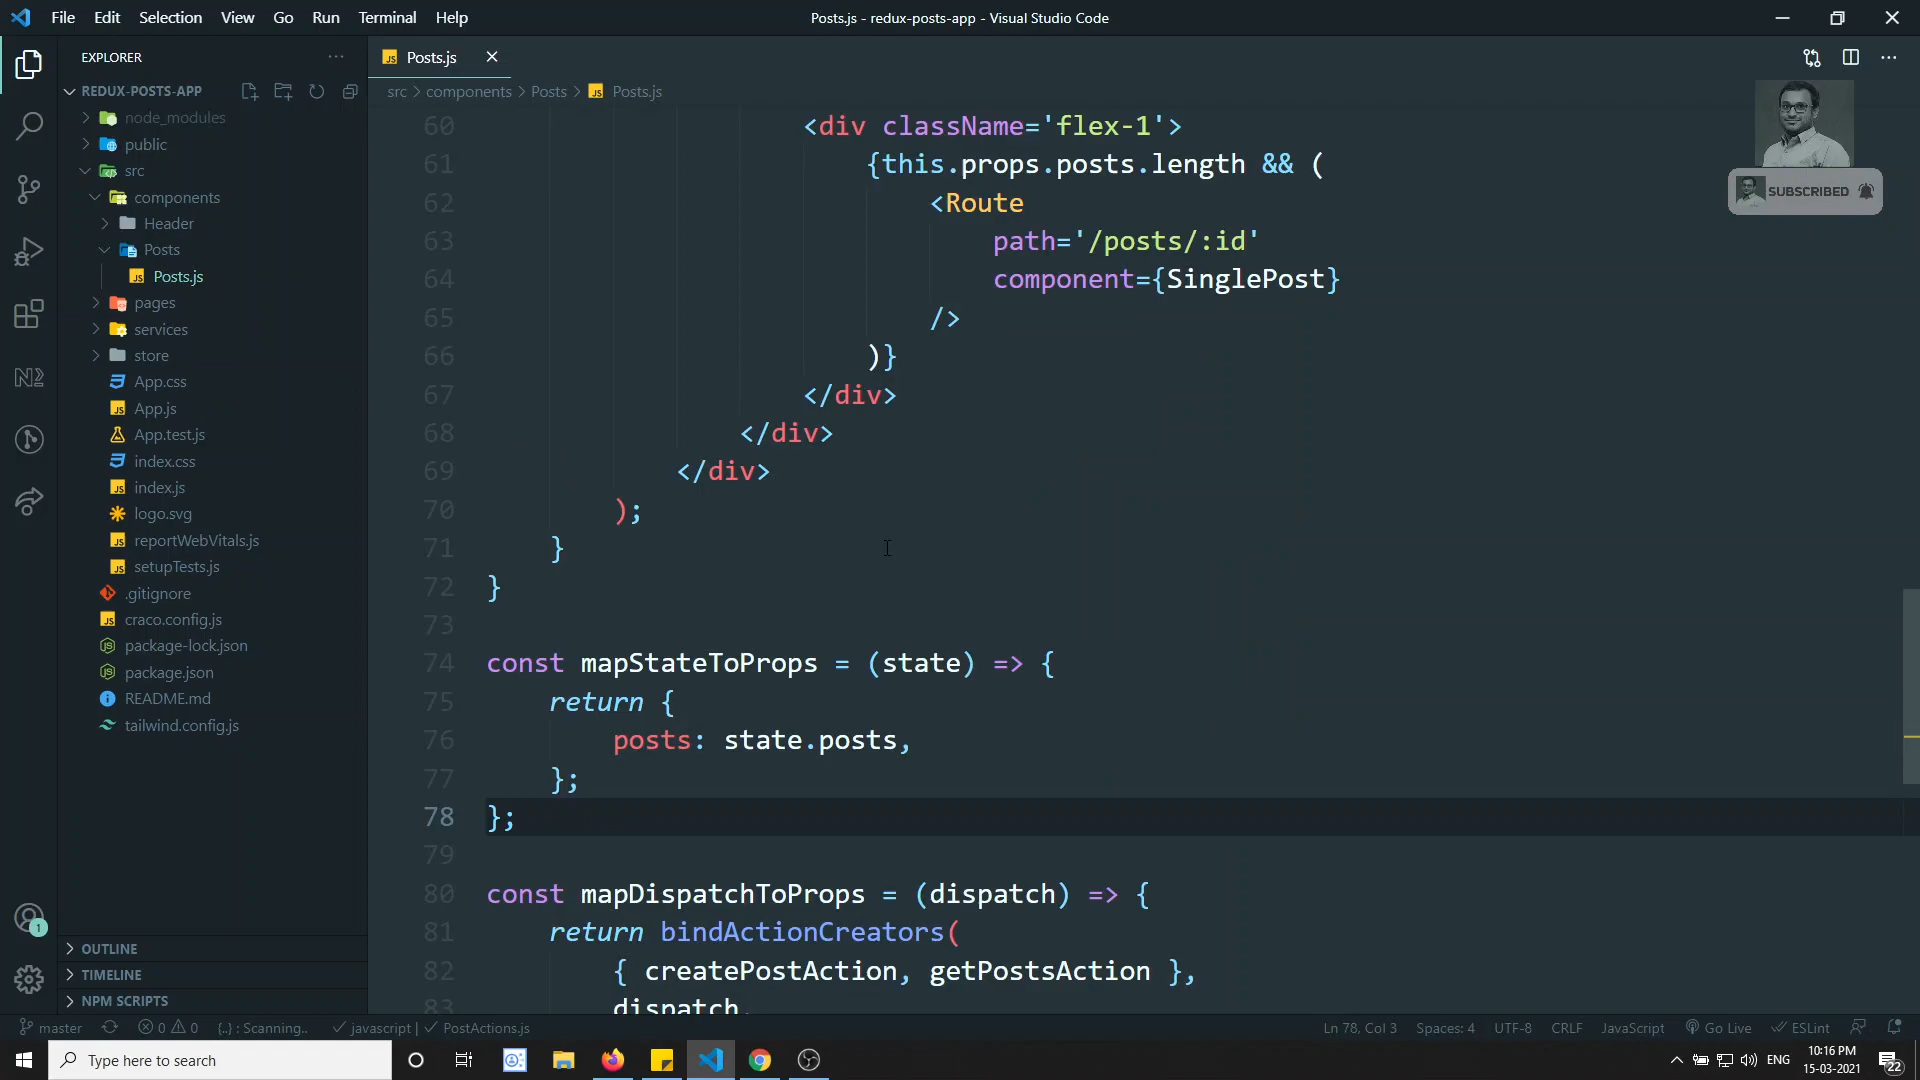 File Edit Selection View Go Run Terminal Help
Posts.js - redux-posts-app - Visual Studio Code
EXPLORER
REDUX-POSTS-APP
node_modules
public
src
components
Header
Posts
Posts.js
pages
services
store
App.css
App.js
App.test.js
index.css
index.js
logo.svg
reportWebVitals.js
setupTests.js
.gitignore
craco.config.js
package-lock.json
package.json
README.md
tailwind.config.js
OUTLINE
TIMELINE
NPM SCRIPTS
Posts.js
src > components > Posts > Posts.js
60 <div className='flex-1'>
61 {this.props.posts.length && (
62 <Route
63 path='/posts/:id'
64 component={SinglePost}
65 />
66 )}
67 </div>
68 </div>
69 </div>
70 );
71 }
72 }
73
74 const mapStateToProps = (state) => {
75 return {
76 posts: state.posts,
77 };
78 };
79
80 const mapDispatchToProps = (dispatch) => {
81 return bindActionCreators(
82 { createPostAction, getPostsAction },
83 dispatch,
SUBSCRIBED
1
master 0 0 {..} : Scanning.. javascript | PostActions.js
Ln 78, Col 3 Spaces: 4 UTF-8 CRLF JavaScript Go Live ESLint
Type here to search
ENG
10:16 PM
15-03-2021
22